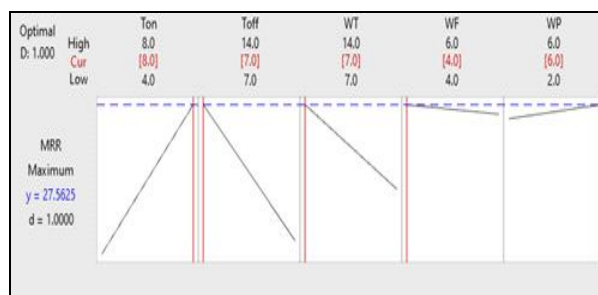 Optimal Ton Toff WT WF WP
D: 1.000 High 8.0 14.0 14.0 6.0 6.0
Cur [8.0] [7.0] [7.0] [4.0] [6.0]
Low 4.0 7.0 7.0 4.0 2.0
MRR
Maximum
y = 27.5625
d = 1.0000